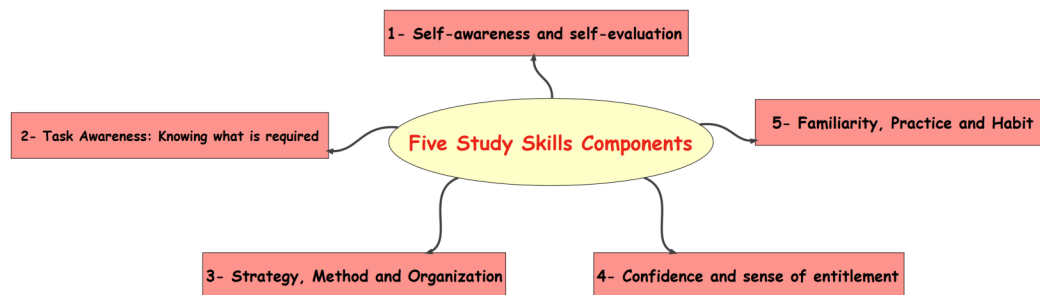 1- Self-awareness and self-evaluation
2- Task Awareness: Knowing what is required
5- Familiarity, Practice and Habit
Five Study Skills Components
3- Strategy, Method and Organization
4- Confidence and sense of entitlement